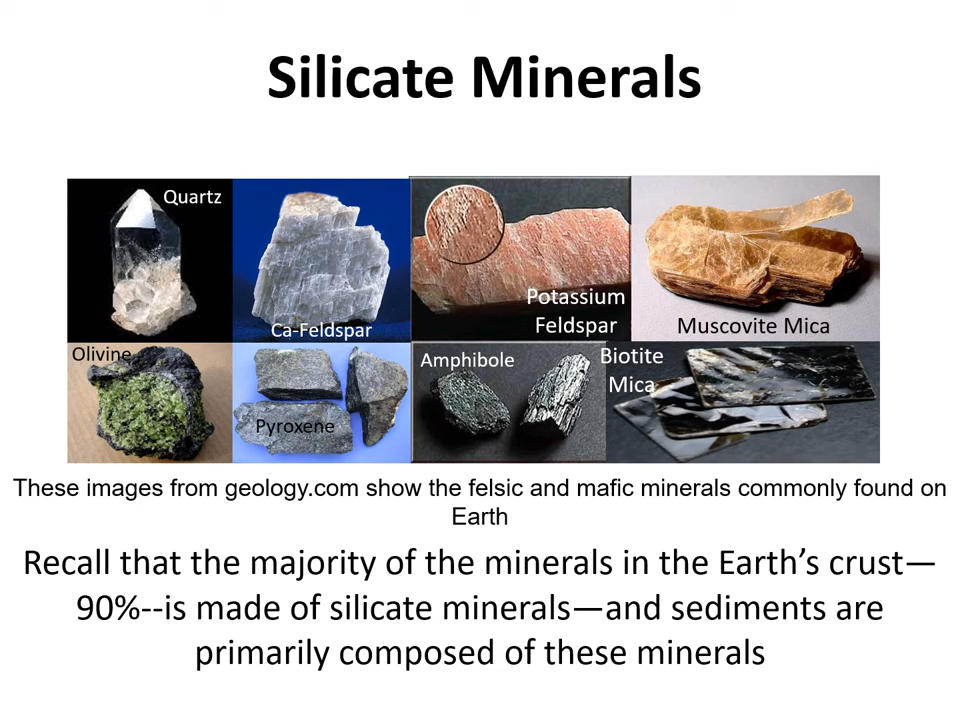 Silicate Minerals
Quartz
Ca-Feldspar
Potassium
Feldspar
Muscovite Mica
Olivine
Pyroxene
Amphibole
Biotite
Mica
These images from geology.com show the felsic and mafic minerals commonly found on
Earth
Recall that the majority of the minerals in the Earth’s crust—
90%--is made of silicate minerals—and sediments are
primarily composed of these minerals